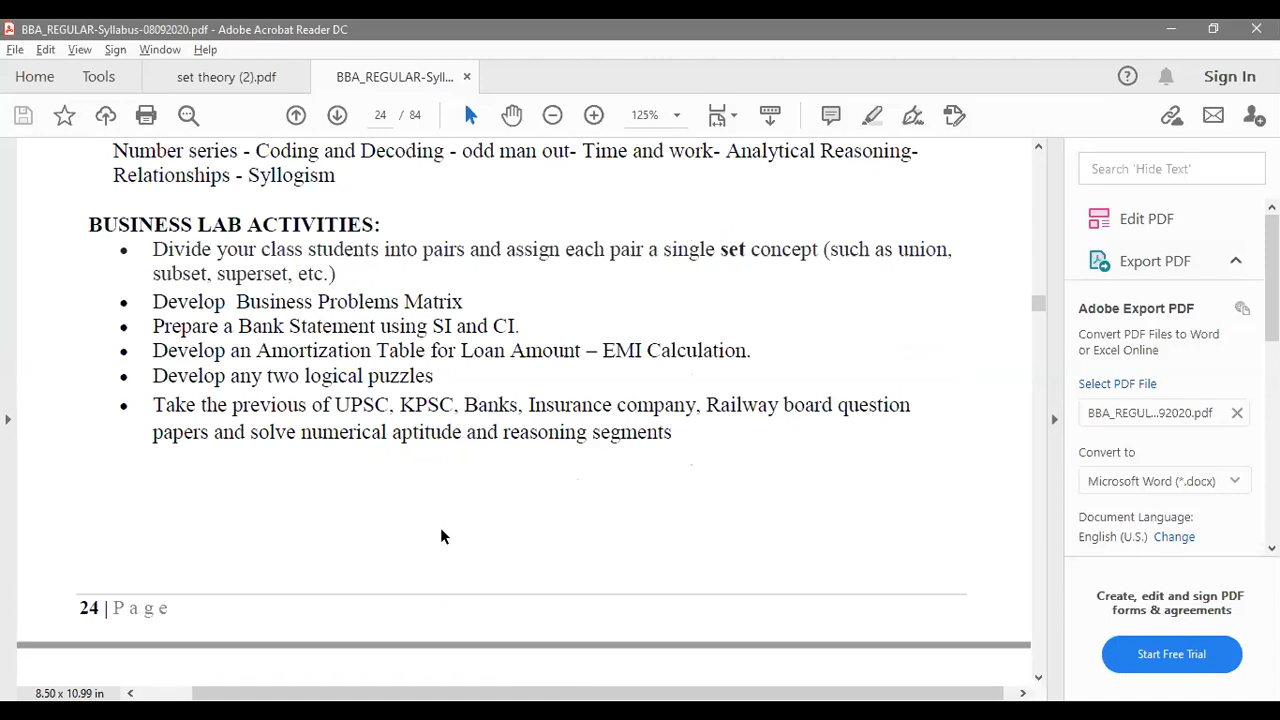 BBA_REGULAR-Syllabus-08092020.pdf - Adobe Acrobat Reader DC
File Edit View Sign Window Help
Home Tools set theory (2).pdf BBA_REGULAR-Syll... ×
Sign In
24 / 84 125%
Number series - Coding and Decoding - odd man out- Time and work- Analytical Reasoning-
Relationships - Syllogism
BUSINESS LAB ACTIVITIES:
• Divide your class students into pairs and assign each pair a single set concept (such as union,
subset, superset, etc.)
• Develop Business Problems Matrix
• Prepare a Bank Statement using SI and CI.
• Develop an Amortization Table for Loan Amount – EMI Calculation.
• Develop any two logical puzzles
• Take the previous of UPSC, KPSC, Banks, Insurance company, Railway board question
papers and solve numerical aptitude and reasoning segments
24 | P a g e
8.50 x 10.99 in
Search 'Hide Text'
Edit PDF
Export PDF
Adobe Export PDF
Convert PDF Files to Word
or Excel Online
Select PDF File
BBA_REGUL...92020.pdf
Convert to
Microsoft Word (*.docx)
Document Language:
English (U.S.) Change
Create, edit and sign PDF
forms & agreements
Start Free Trial